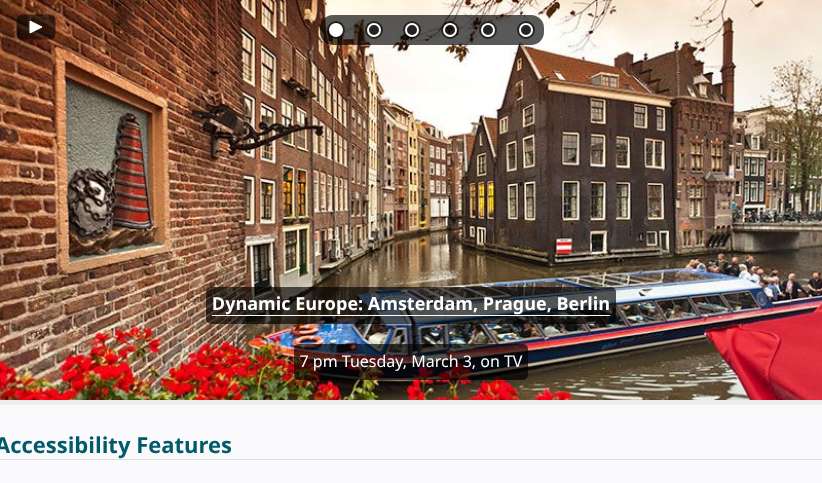 Dynamic Europe: Amsterdam, Prague, Berlin
7 pm Tuesday, March 3, on TV
Accessibility Features